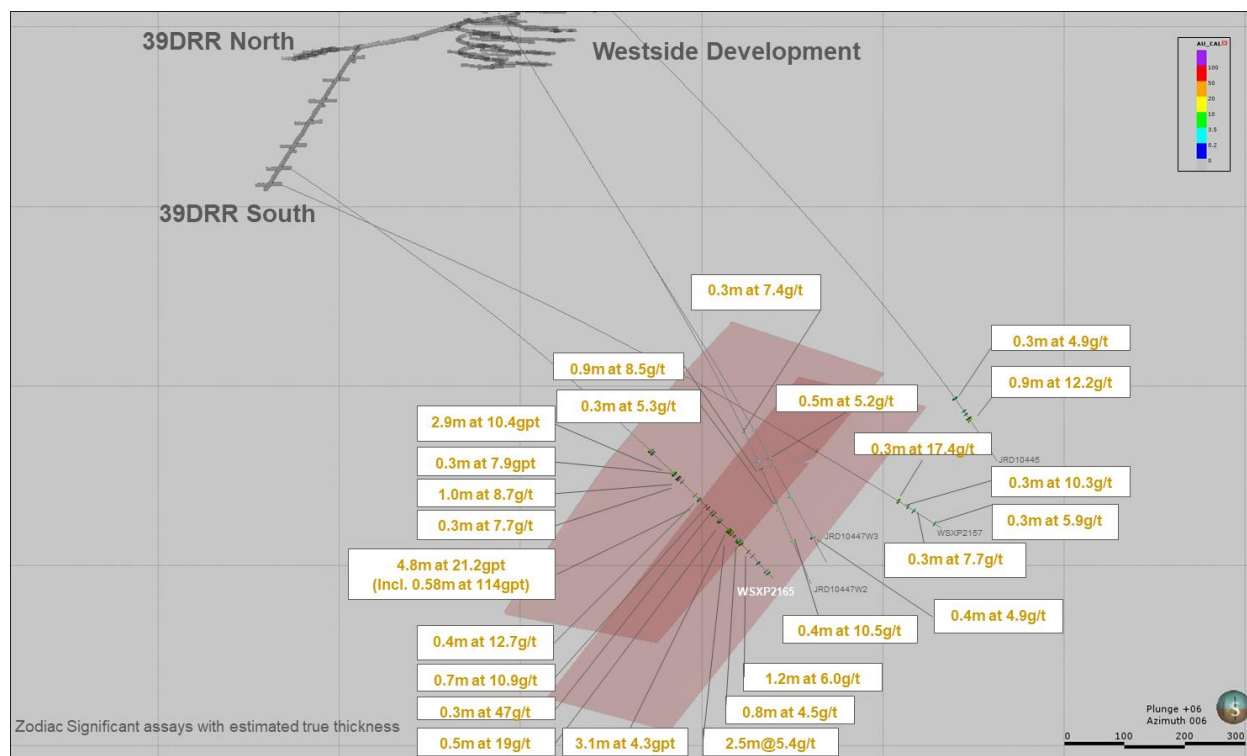 39DRR North
Westside Development
39DRR South
AU_CAL
100
50
20
10
3.5
0.2
0
0.3m at 7.4g/t
0.3m at 4.9g/t
0.9m at 8.5g/t
0.9m at 12.2g/t
0.3m at 5.3g/t
0.5m at 5.2g/t
2.9m at 10.4gpt
0.3m at 17.4g/t
JRD10445
0.3m at 7.9gpt
0.3m at 10.3g/t
1.0m at 8.7g/t
0.3m at 7.7g/t
0.3m at 5.9g/t
WSXP2157
JRD10447W3
0.3m at 7.7g/t
4.8m at 21.2gpt
(Incl. 0.58m at 114gpt)
WSXP2165
JRD10447W2
0.4m at 4.9g/t
0.4m at 10.5g/t
0.4m at 12.7g/t
0.7m at 10.9g/t
1.2m at 6.0g/t
0.3m at 47g/t
0.8m at 4.5g/t
0.5m at 19g/t
3.1m at 4.3gpt
2.5m@5.4g/t
Zodiac Significant assays with estimated true thickness
Plunge +06
Azimuth 006
S
0
100
200
300